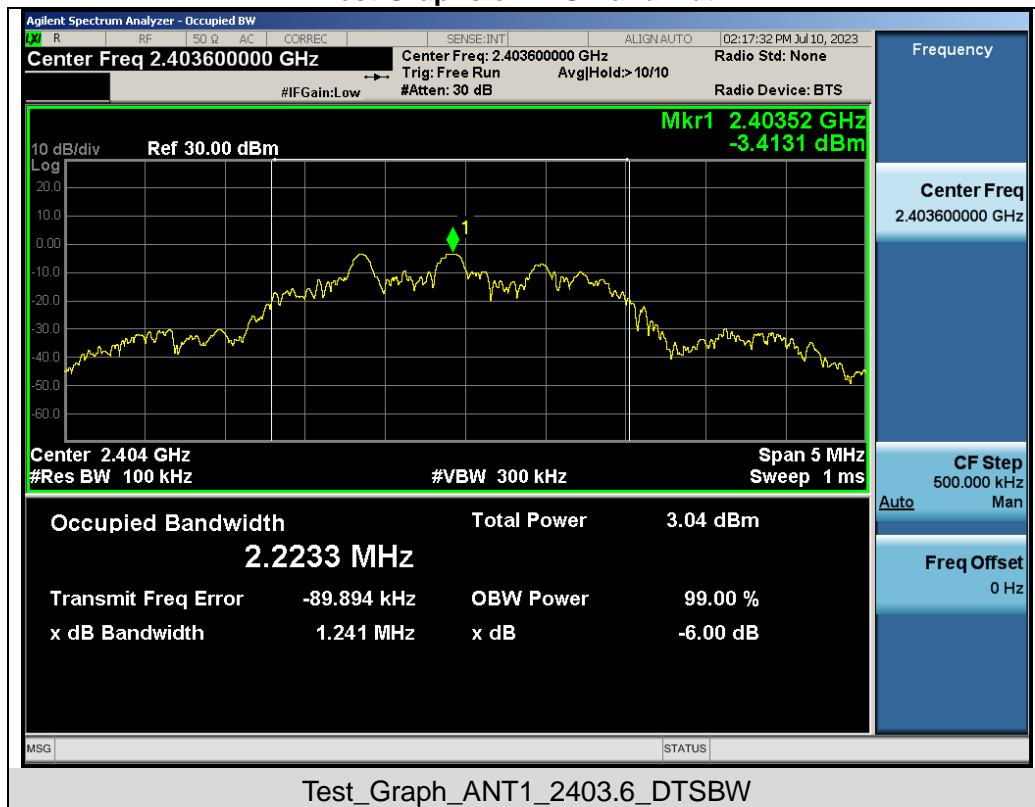 Agilent Spectrum Analyzer - Occupied BW
LXI R RF 50 Ω AC CORREC SENSE:INT ALIGN AUTO 02:17:32 PM Jul 10, 2023
Center Freq 2.403600000 GHz
Center Freq: 2.403600000 GHz
Radio Std: None
Trig: Free Run Avg|Hold:> 10/10
#IFGain:Low #Atten: 30 dB Radio Device: BTS
Frequency
Mkr1 2.40352 GHz
-3.4131 dBm
10 dB/div Ref 30.00 dBm
Log
20.0
10.0
0.00
-10.0
-20.0
-30.0
-40.0
-50.0
-60.0
1
Center 2.404 GHz Span 5 MHz
#Res BW 100 kHz #VBW 300 kHz Sweep 1 ms
Center Freq
2.403600000 GHz
CF Step
500.000 kHz
Auto Man
Freq Offset
0 Hz
Occupied Bandwidth Total Power 3.04 dBm
2.2233 MHz
Transmit Freq Error -89.894 kHz OBW Power 99.00 %
x dB Bandwidth 1.241 MHz x dB -6.00 dB
MSG STATUS
Test_Graph_ANT1_2403.6_DTSBW